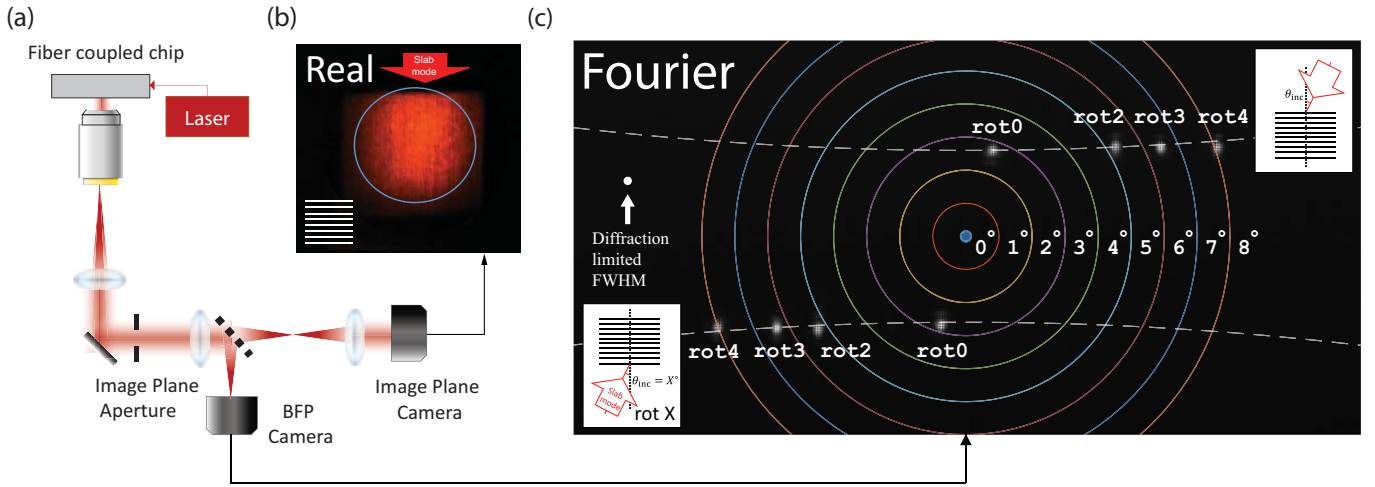 (a)
Fiber coupled chip
Laser
Image Plane
Aperture
BFP
Camera
Image Plane
Camera
(b)
Real
Slab
mode
(c)
Fourier
θinc
rot0
rot2
rot3
rot4
Diffraction
limited
FWHM
0° 1° 2° 3° 4° 5° 6° 7° 8°
rot4
rot3
rot2
rot0
θinc = X°
Slab
mode
rot X